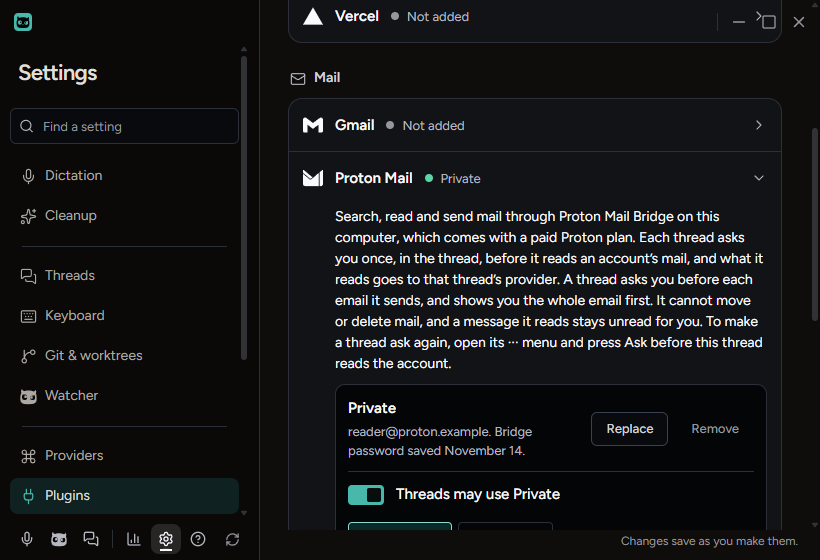 Settings
Find a setting
Dictation
Cleanup
Threads
Keyboard
Git & worktrees
Watcher
Providers
Plugins
Vercel Not added
Mail
Gmail Not added
Proton Mail Private
Search, read and send mail through Proton Mail Bridge on this
computer, which comes with a paid Proton plan. Each thread asks
you once, in the thread, before it reads an account's mail, and what it
reads goes to that thread's provider. A thread asks you before each
email it sends, and shows you the whole email first. It cannot move
or delete mail, and a message it reads stays unread for you. To make
a thread ask again, open its ··· menu and press Ask before this thread
reads the account.
Private
reader@proton.example. Bridge
password saved November 14.
Replace
Remove
Threads may use Private
Changes save as you make them.